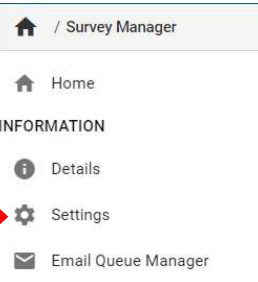 / Survey Manager
Home
INFORMATION
Details
Settings
Email Queue Manager